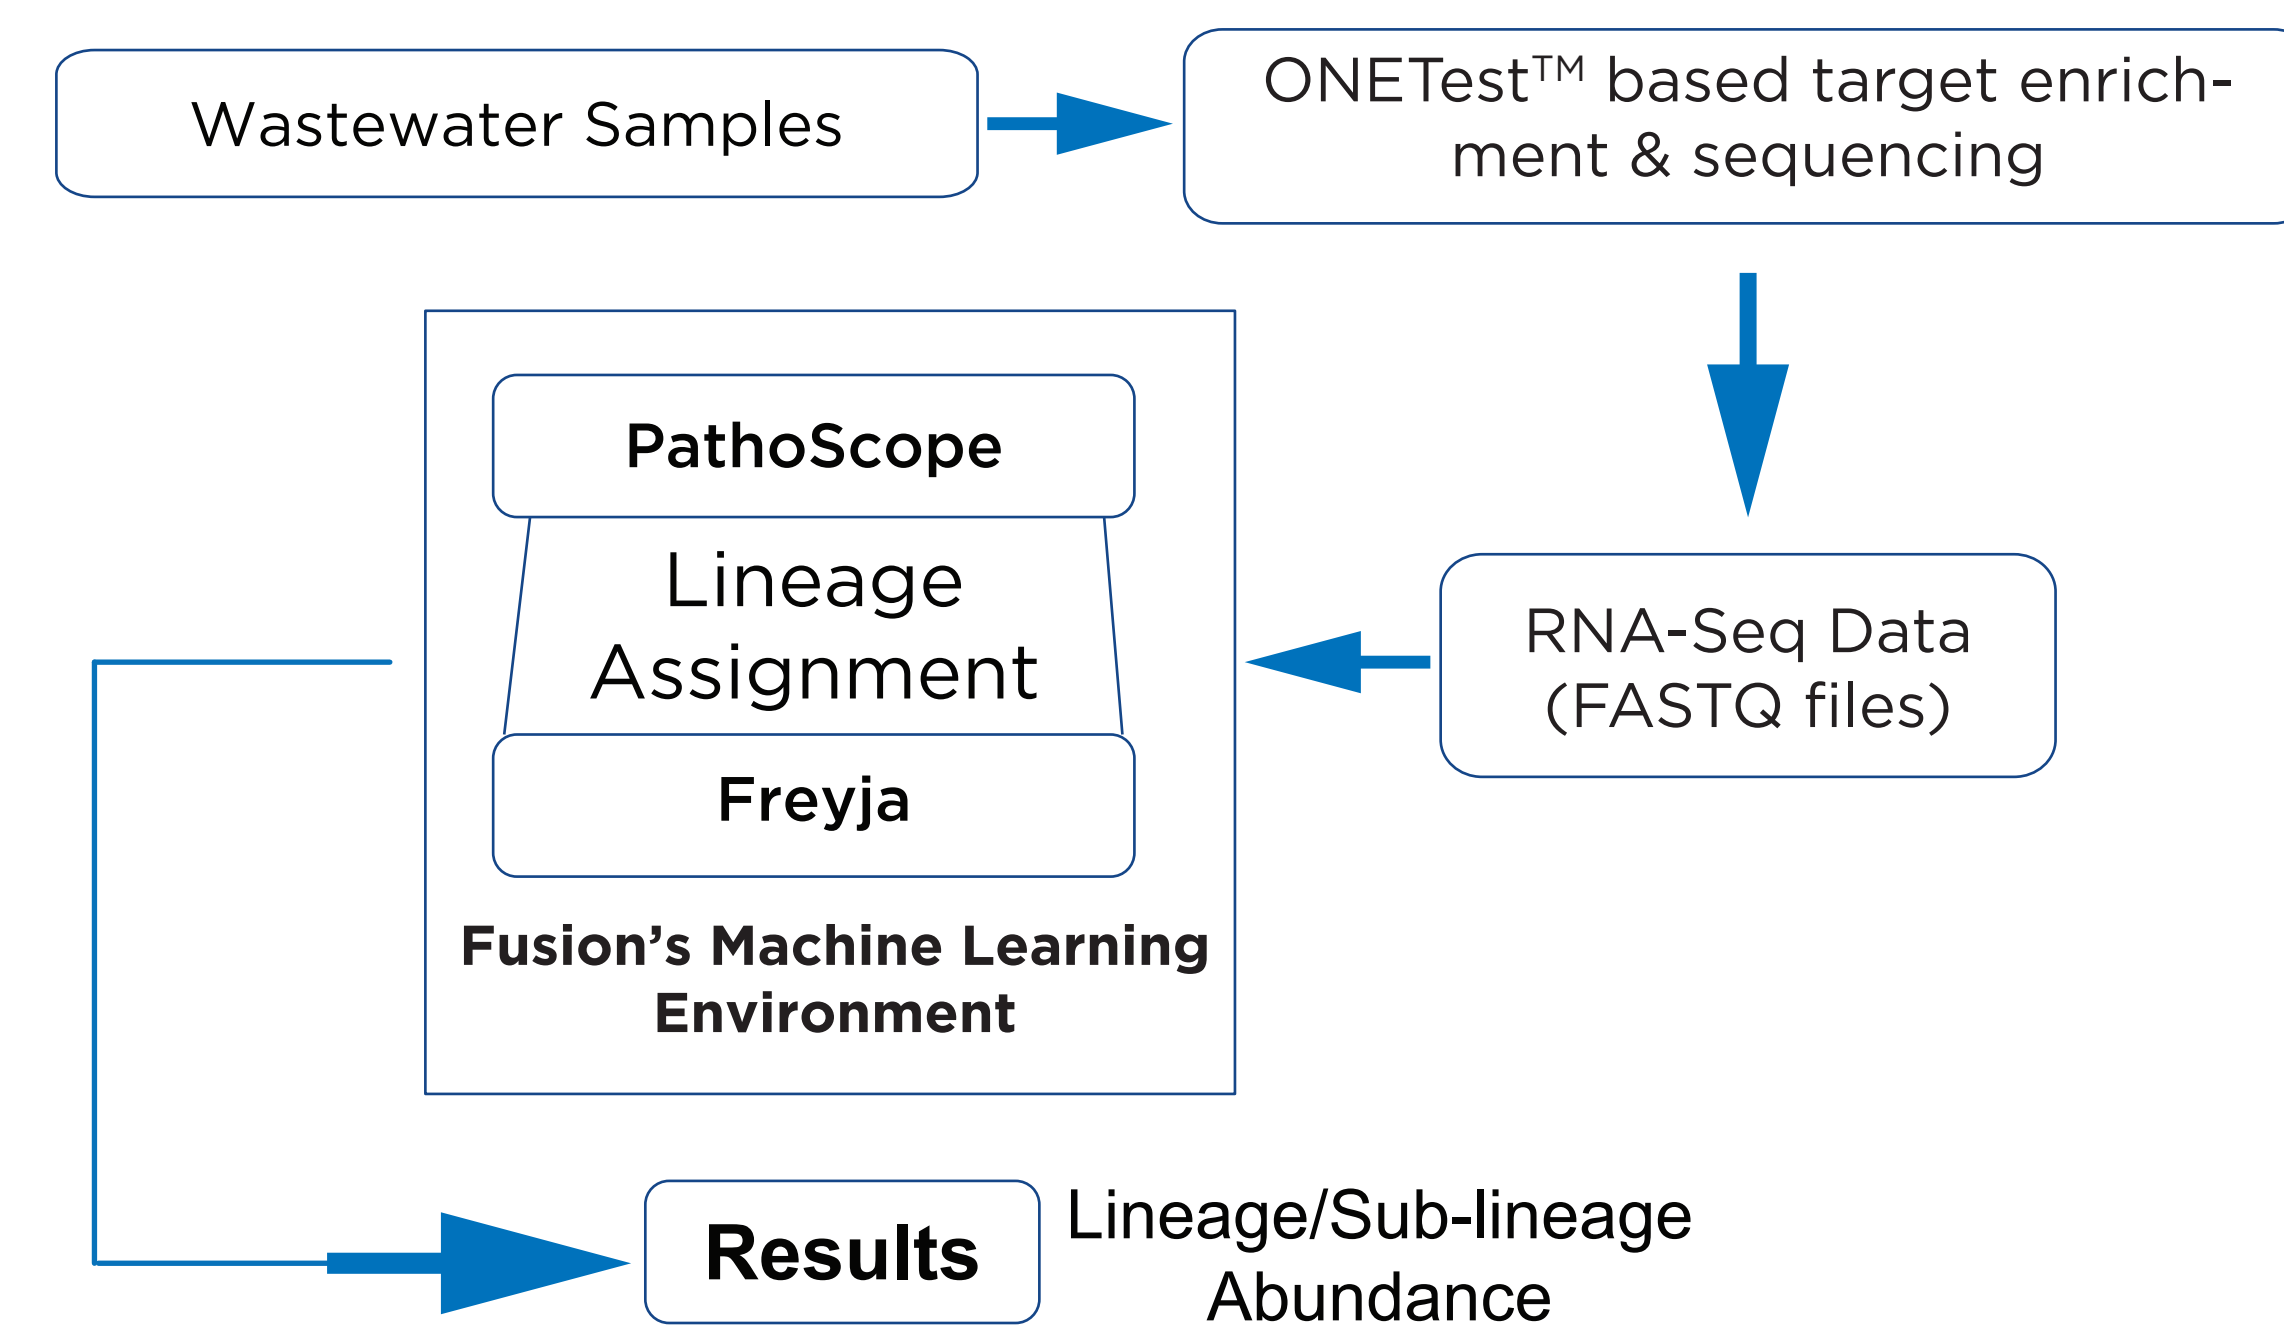 Wastewater Samples
ONETest™ based target enrich-
ment & sequencing
RNA-Seq Data
(FASTQ files)
PathoScope
Lineage
Assignment
Freyja
Fusion’s Machine Learning
Environment
Results
Lineage/Sub-lineage
Abundance